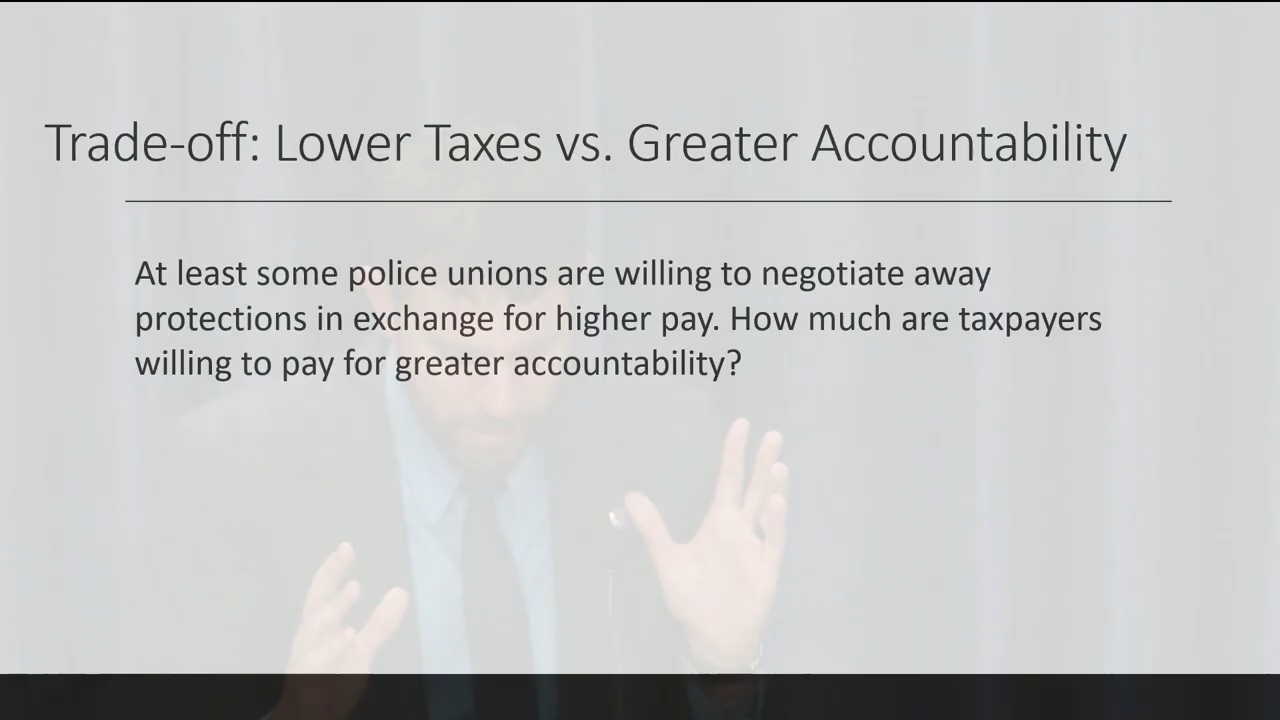 Trade-off: Lower Taxes vs. Greater Accountability
At least some police unions are willing to negotiate away
protections in exchange for higher pay. How much are taxpayers
willing to pay for greater accountability?